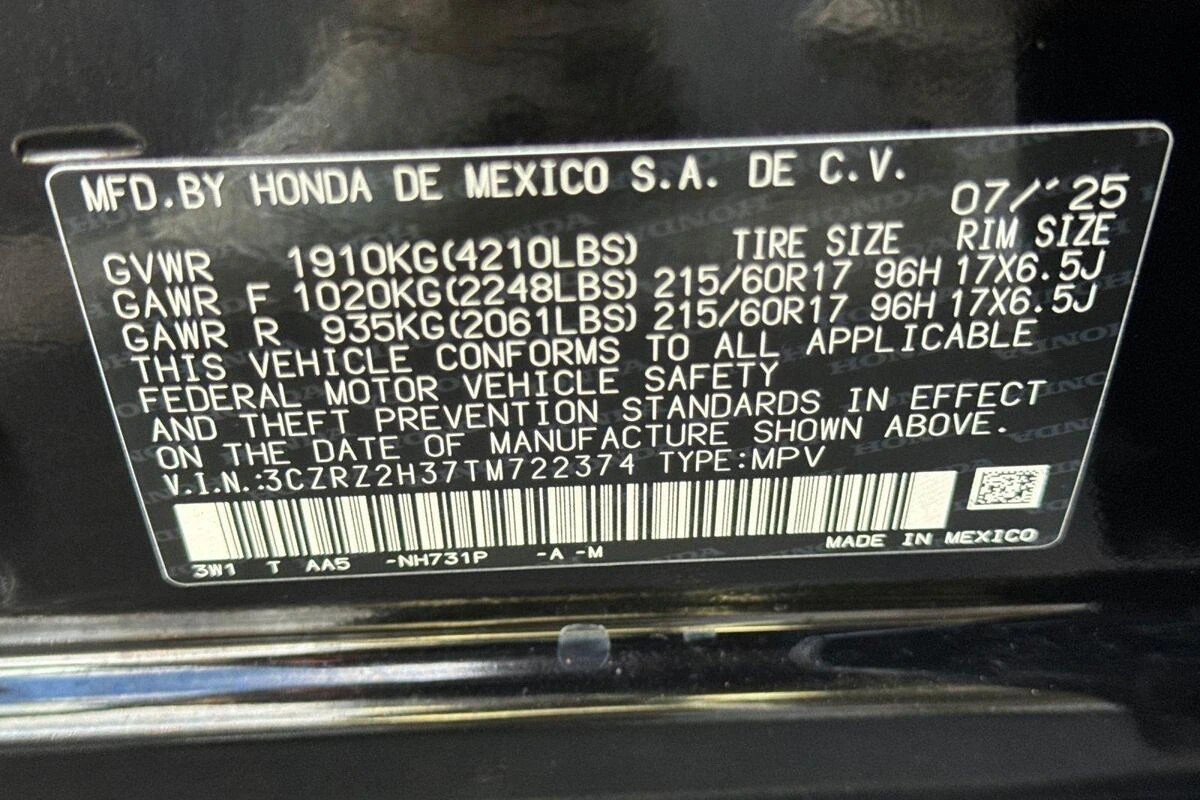 MFD.BY HONDA DE MEXICO S.A. DE C.V.
07/'25
GVWR 1910KG(4210LBS) TIRE SIZE RIM SIZE
GAWR F 1020KG(2248LBS) 215/60R17 96H 17X6.5J
GAWR R 935KG(2061LBS) 215/60R17 96H 17X6.5J
THIS VEHICLE CONFORMS TO ALL APPLICABLE
FEDERAL MOTOR VEHICLE SAFETY
AND THEFT PREVENTION STANDARDS IN EFFECT
ON THE DATE OF MANUFACTURE SHOWN ABOVE.
V.I.N.:3CZRZ2H37TM722374 TYPE:MPV
3W1 T AA5 -NH731P -A -M MADE IN MEXICO